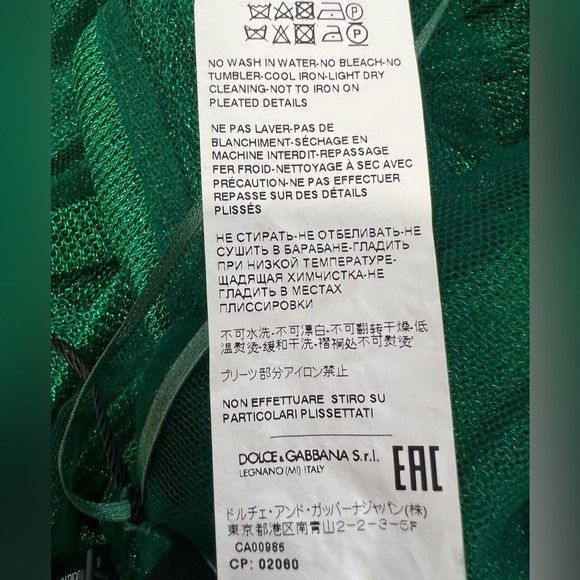 NO WASH IN WATER-NO BLEACH-NO
TUMBLER-COOL IRON-LIGHT DRY
CLEANING-NOT TO IRON ON
PLEATED DETAILS
NE PAS LAVER-PAS DE
BLANCHIMENT-SÉCHAGE EN
MACHINE INTERDIT-REPASSAGE
FER FROID-NETTOYAGE À SEC AVEC
PRÉCAUTION-NE PAS EFFECTUER
REPASSE SUR DES DÉTAILS
PLISSÉS
НЕ СТИРАТЬ-НЕ ОТБЕЛИВАТЬ-НЕ
СУШИТЬ В БАРАБАНЕ-ГЛАДИТЬ
ПРИ НИЗКОЙ ТЕМПЕРАТУРЕ-
ЩАДЯЩАЯ ХИМЧИСТКА-НЕ
ГЛАДИТЬ В МЕСТАХ
ПЛИССИРОВКИ
不可水洗-不可漂白-不可翻转干燥-低
温熨烫-缓和干洗-褶裥处不可熨烫
プリーツ部分アイロン禁止
NON EFFETTUARE STIRO SU
PARTICOLARI PLISSETTATI
DOLCE&GABBANA S.r.l.
LEGNANO (MI) ITALY
EAC
ドルチェ・アンド・ガッバーナジャパン(株)
東京都港区南青山2-2-3-5F
CA00985
CP: 02060